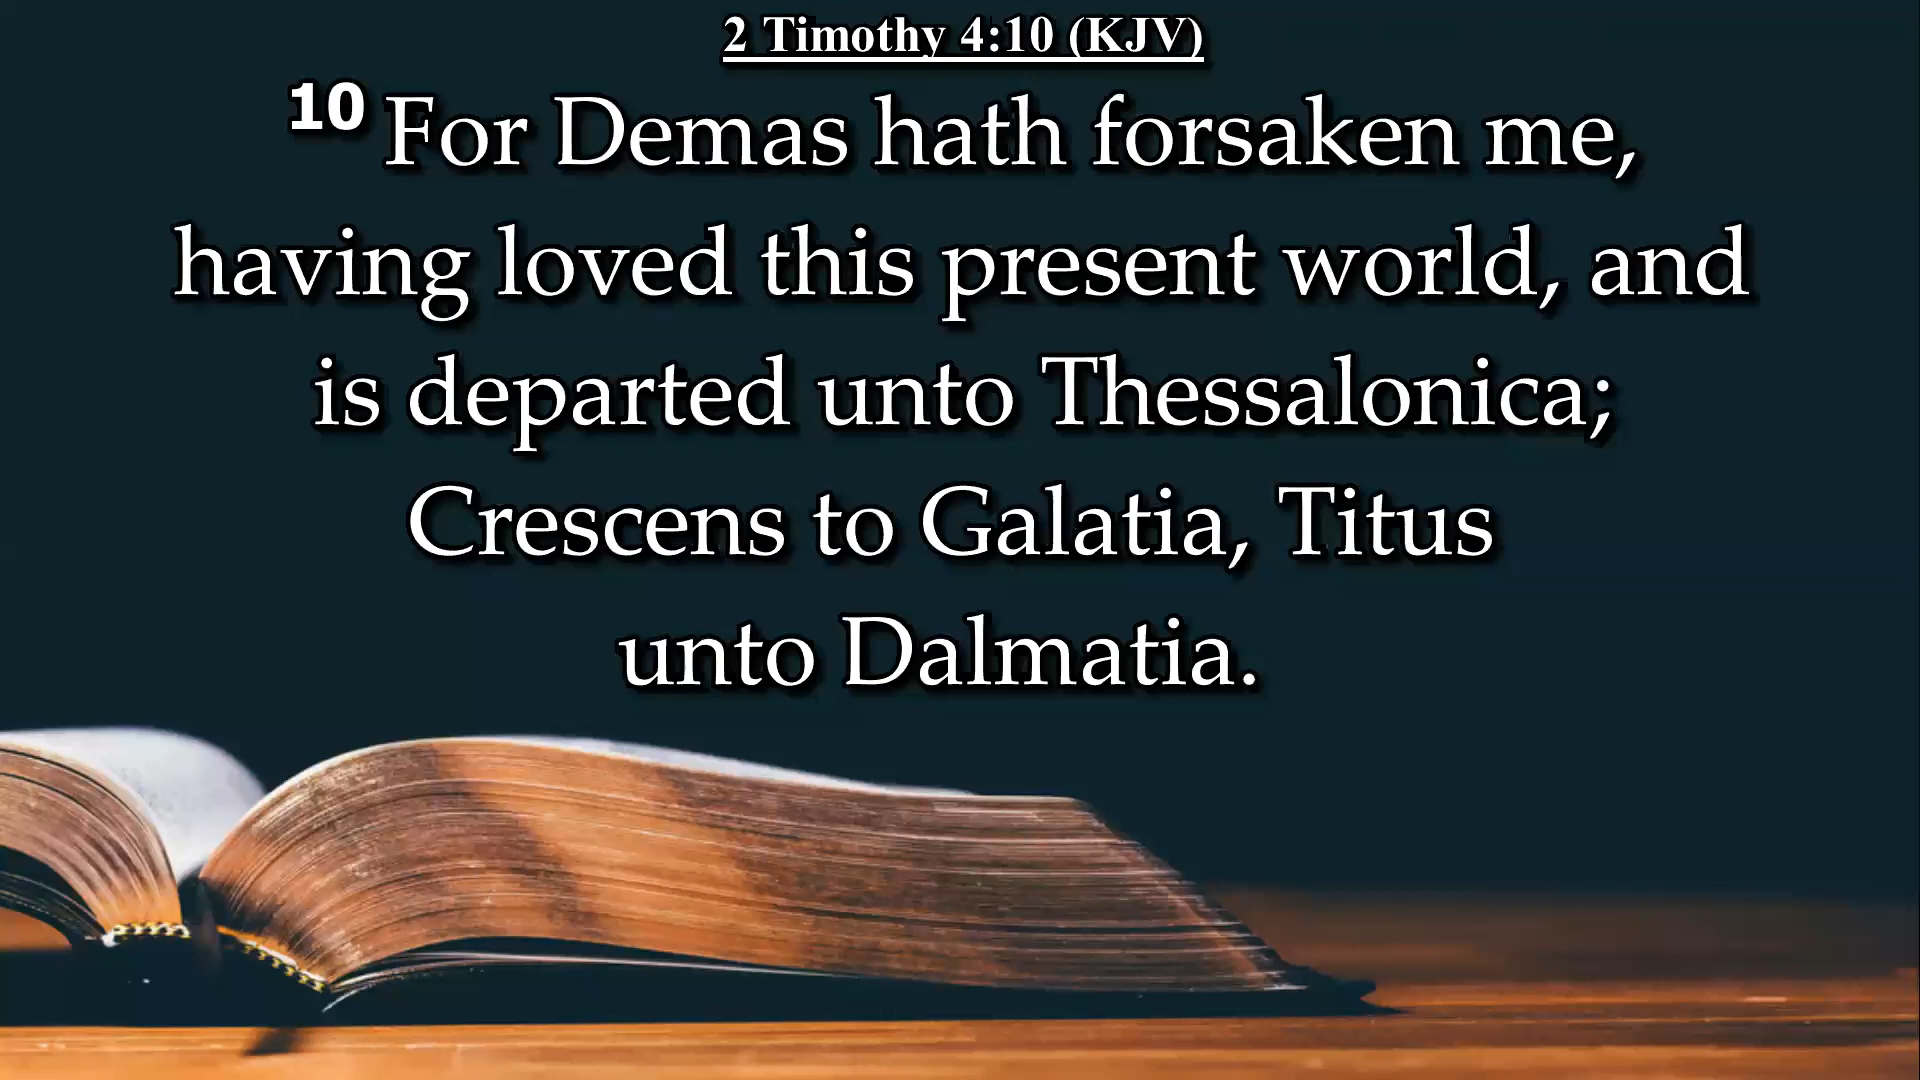 2 Timothy 4:10 (KJV)
10 For Demas hath forsaken me,
having loved this present world, and
is departed unto Thessalonica;
Crescens to Galatia, Titus
unto Dalmatia.